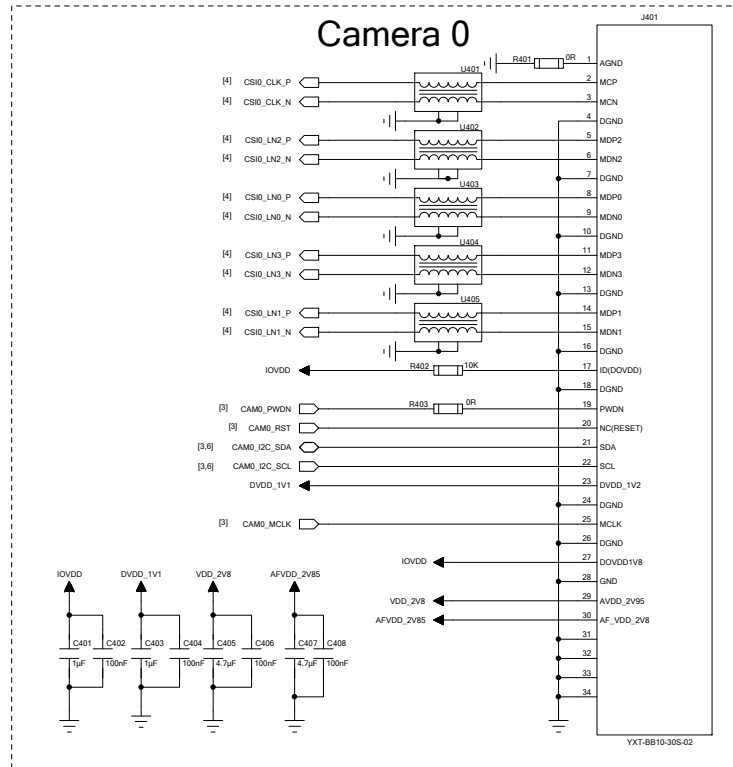 Camera 0
J401
R401 0R 1 AGND
U401
[4] CSI0_CLK_P 2 MCP
[4] CSI0_CLK_N 3 MCN
4 DGND
U402
[4] CSI0_LN2_P 5 MDP2
[4] CSI0_LN2_N 6 MDN2
7 DGND
U403
[4] CSI0_LN0_P 8 MDP0
[4] CSI0_LN0_N 9 MDN0
10 DGND
U404
[4] CSI0_LN3_P 11 MDP3
[4] CSI0_LN3_N 12 MDN3
13 DGND
U405
[4] CSI0_LN1_P 14 MDP1
[4] CSI0_LN1_N 15 MDN1
16 DGND
IOVDD R402 10K 17 ID(DOVDD)
18 DGND
[3] CAM0_PWDN R403 0R 19 PWDN
[3] CAM0_RST 20 NC(RESET)
[3,6] CAM0_I2C_SDA 21 SDA
[3,6] CAM0_I2C_SCL 22 SCL
DVDD_1V1 23 DVDD_1V2
24 DGND
[3] CAM0_MCLK 25 MCLK
26 DGND
IOVDD 27 DOVDD1V8
28 GND
VDD_2V8 29 AVDD_2V95
AFVDD_2V85 30 AF_VDD_2V8
31
32
33
34
IOVDD DVDD_1V1 VDD_2V8 AFVDD_2V85
C401 C402 C403 C404 C405 C406 C407 C408
1µF 100nF 1µF 100nF 4.7µF 100nF 4.7µF 100nF
YXT-BB10-30S-02